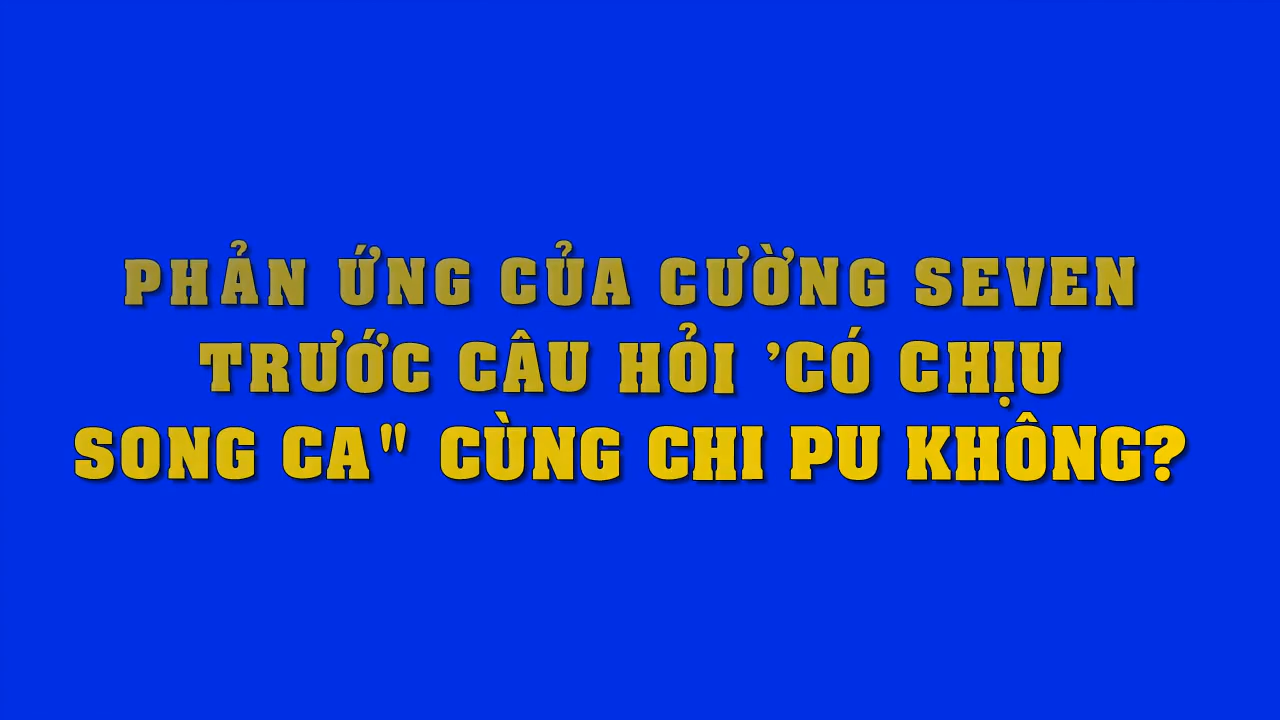 PHẢN ỨNG CỦA CƯỜNG SEVEN
TRƯỚC CÂU HỎI 'CÓ CHỊU
SONG CA" CÙNG CHI PU KHÔNG?